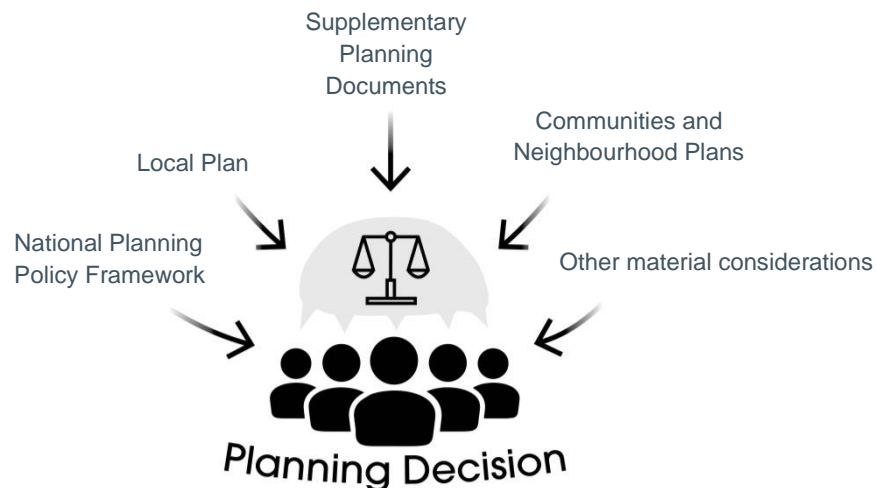 Supplementary
Planning
Documents
Communities and
Neighbourhood Plans
Local Plan
National Planning
Policy Framework
Other material considerations
Planning Decision